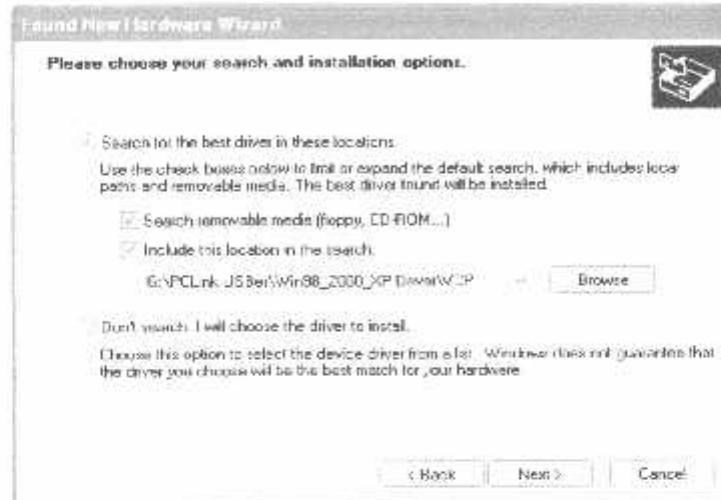 Found New Hardware Wizard
Please choose your search and installation options.
Search for the best driver in these locations.
Use the check boxes below to limit or expand the default search, which includes local
paths and removable media. The best driver found will be installed.
Search removable media (floppy, CD-ROM...)
Include this location in the search:
Browse
Don't search. I will choose the driver to install.
Choose this option to select the device driver from a list. Windows does not guarantee that
the driver you choose will be the best match for your hardware.
< Back
Next >
Cancel